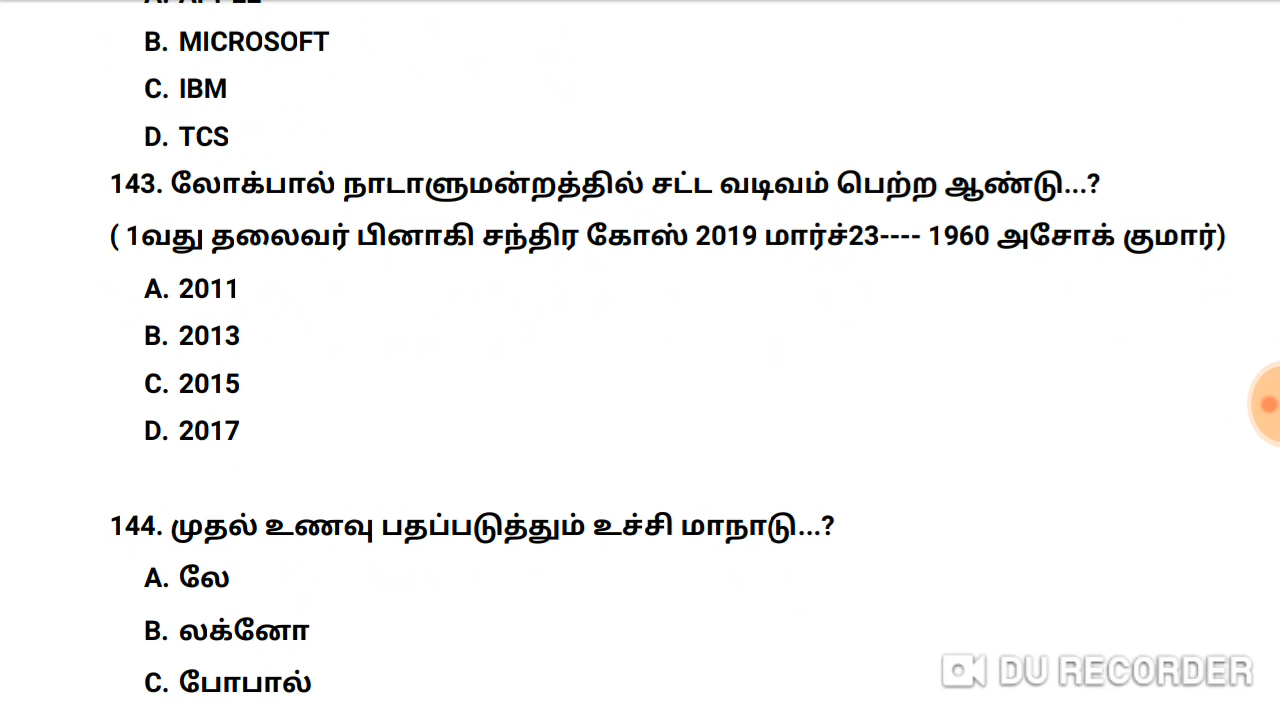 B. MICROSOFT
C. IBM
D. TCS
143. லோக்பால் நாடாளுமன்றத்தில் சட்ட வடிவம் பெற்ற ஆண்டு...?
( 1வது தலைவர் பினாகி சந்திர கோஸ் 2019 மார்ச்23---- 1960 அசோக் குமார்)
A. 2011
B. 2013
C. 2015
D. 2017
144. முதல் உணவு பதப்படுத்தும் உச்சி மாநாடு...?
A. லே
B. லக்னோ
C. போபால்
DU RECORDER